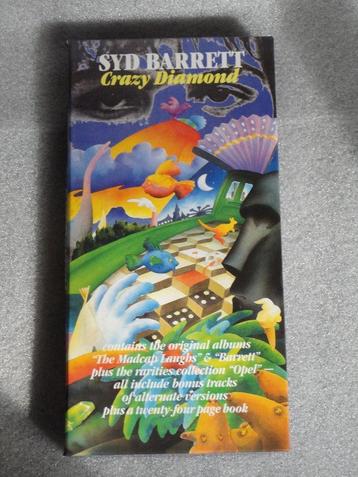 SYD BARRETT
Crazy Diamond
contains the original albums
“The Madcap Laughs” & “Barrett”
plus the rarities collection “Opel” —
all include bonus tracks
of alternate versions
plus a twenty-four page book